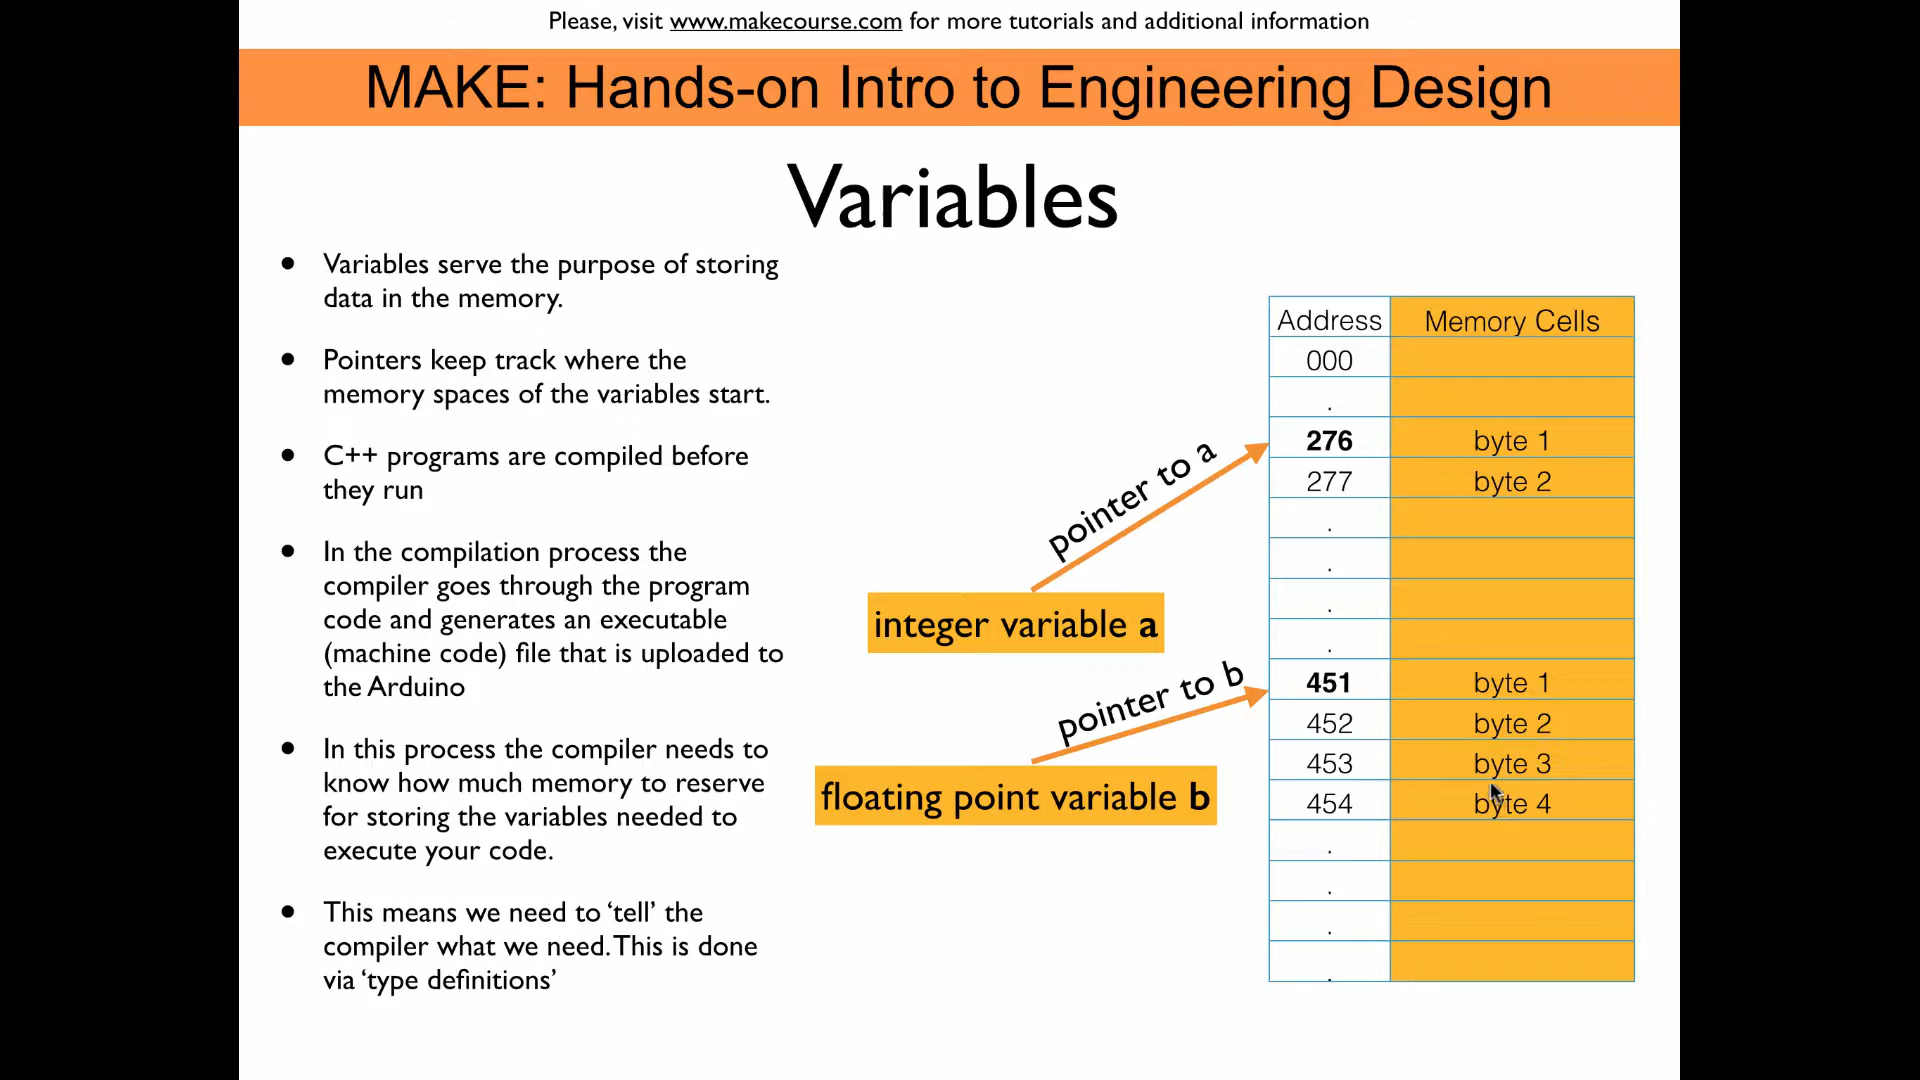 Please, visit www.makecourse.com for more tutorials and additional information
MAKE: Hands-on Intro to Engineering Design
Variables
• Variables serve the purpose of storing
data in the memory.
• Pointers keep track where the
memory spaces of the variables start.
• C++ programs are compiled before
they run
• In the compilation process the
compiler goes through the program
code and generates an executable
(machine code) file that is uploaded to
the Arduino
• In this process the compiler needs to
know how much memory to reserve
for storing the variables needed to
execute your code.
• This means we need to ‘tell’ the
compiler what we need. This is done
via ‘type definitions’
pointer to a
integer variable a
pointer to b
floating point variable b
Address Memory Cells
000
.
276 byte 1
277 byte 2
.
.
.
.
451 byte 1
452 byte 2
453 byte 3
454 byte 4
.
.
.
.